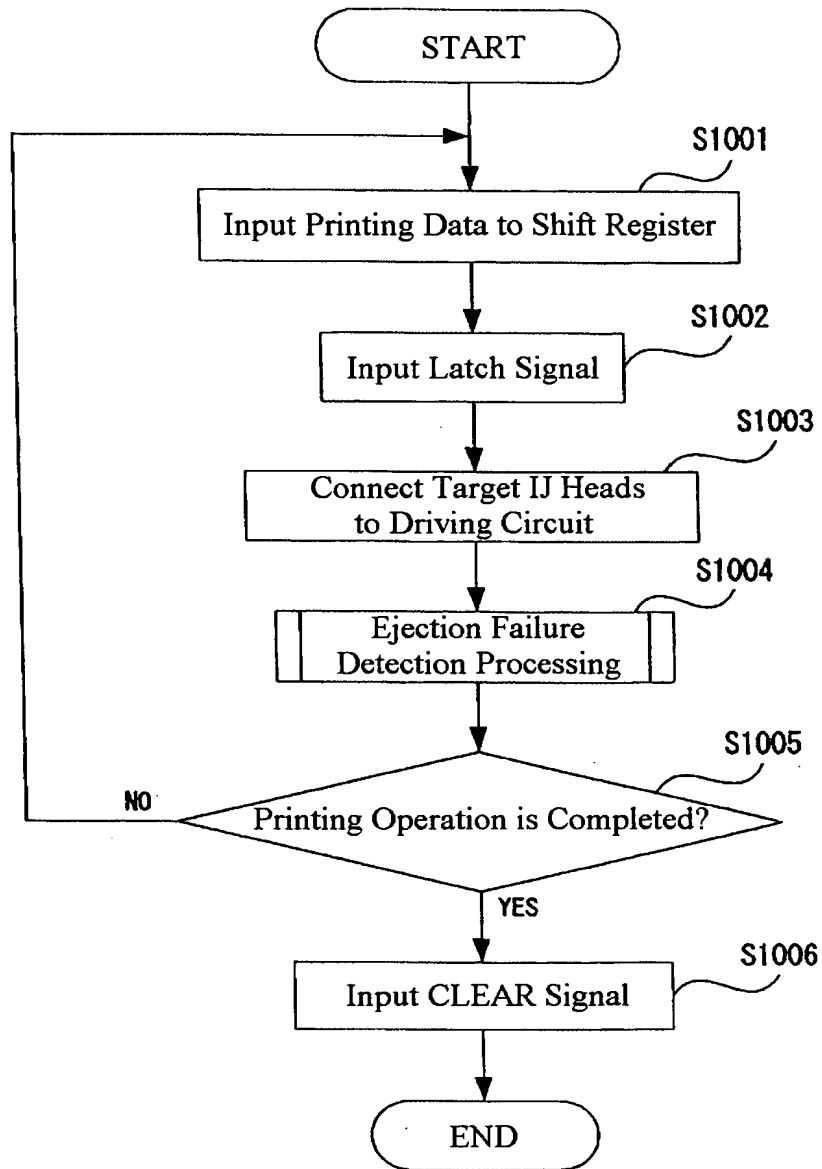 START
S1001
Input Printing Data to Shift Register
S1002
Input Latch Signal
S1003
Connect Target IJ Heads
to Driving Circuit
S1004
Ejection Failure
Detection Processing
S1005
NO
Printing Operation is Completed?
YES
S1006
Input CLEAR Signal
END